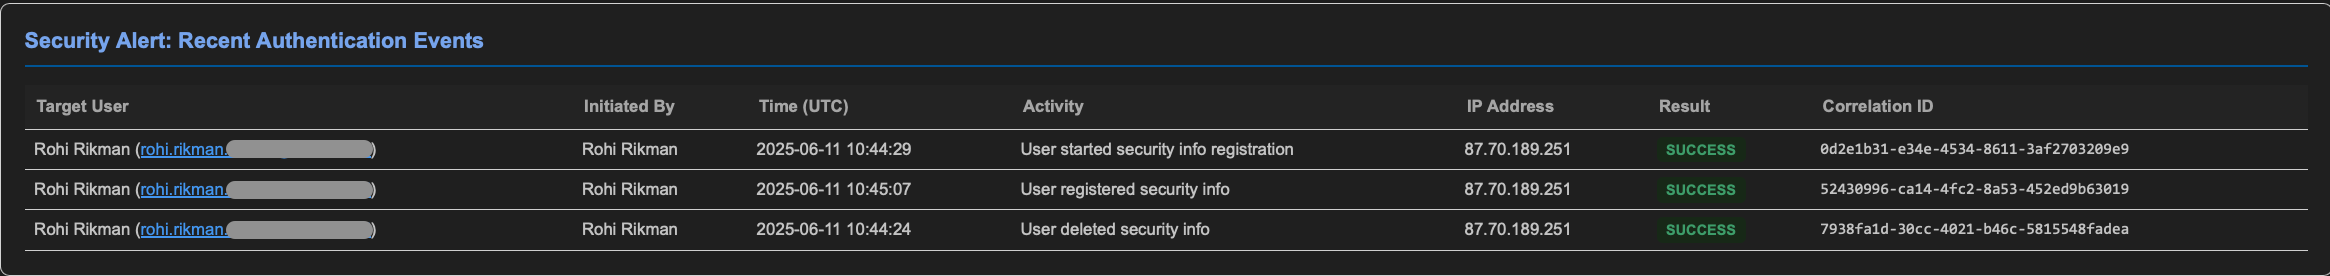 Security Alert: Recent Authentication Events
Target User Initiated By Time (UTC) Activity IP Address Result Correlation ID
Rohi Rikman (rohi.rikman. ) Rohi Rikman 2025-06-11 10:44:29 User started security info registration 87.70.189.251 SUCCESS 0d2e1b31-e34e-4534-8611-3af2703209e9
Rohi Rikman (rohi.rikman. ) Rohi Rikman 2025-06-11 10:45:07 User registered security info 87.70.189.251 SUCCESS 52430996-ca14-4fc2-8a53-452ed9b63019
Rohi Rikman (rohi.rikman. ) Rohi Rikman 2025-06-11 10:44:24 User deleted security info 87.70.189.251 SUCCESS 7938fa1d-30cc-4021-b46c-5815548fadea